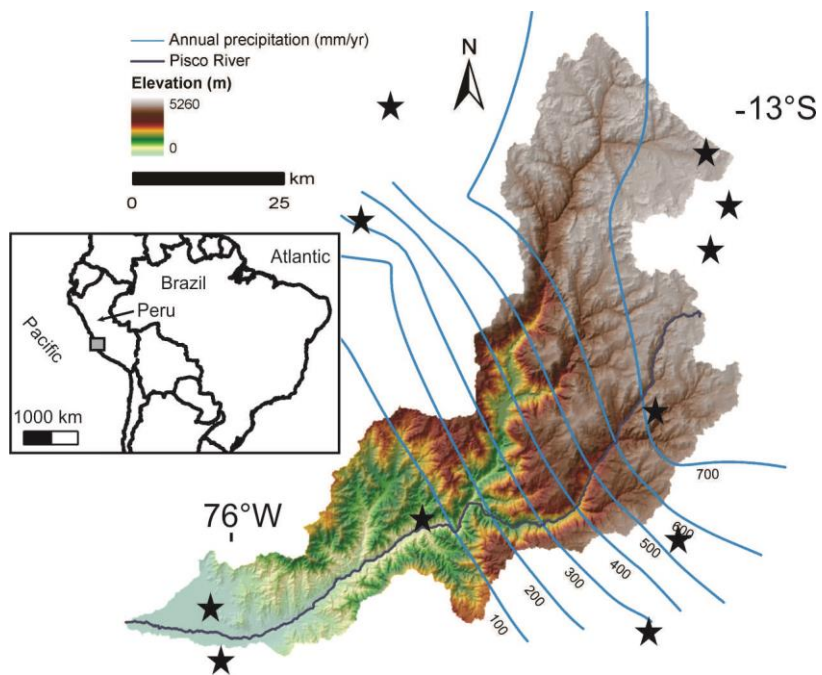 Annual precipitation (mm/yr)
Pisco River
Elevation (m)
5260
0
km
0 25
N
-13°S
Atlantic
Brazil
Peru
Pacific
1000 km
76°W
700
600
500
400
300
200
100